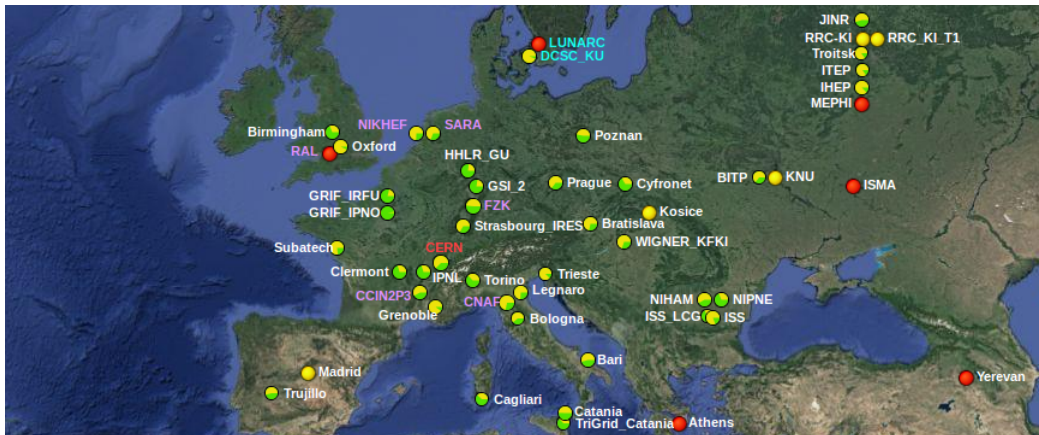 JINR
RRC-KI
RRC_KI_T1
Troitsk
ITEP
IHEP
MEPHI
LUNARC
DCSC_KU
NIKHEF
SARA
Birmingham
Oxford
RAL
Poznan
HHLR_GU
GSI_2
FZK
Prague
Cyfronet
BITP
KNU
ISMA
GRIF_IRFU
GRIF_IPNO
Strasbourg_IRES
Bratislava
Kosice
WIGNER_KFKI
Subatech
CERN
Clermont
IPNL
Torino
Trieste
CCIN2P3
Legnaro
CNAF
Grenoble
Bologna
NIHAM
NIPNE
ISS_LCG
ISS
Bari
Madrid
Trujillo
Cagliari
Catania
TriGrid_Catania
Athens
Yerevan